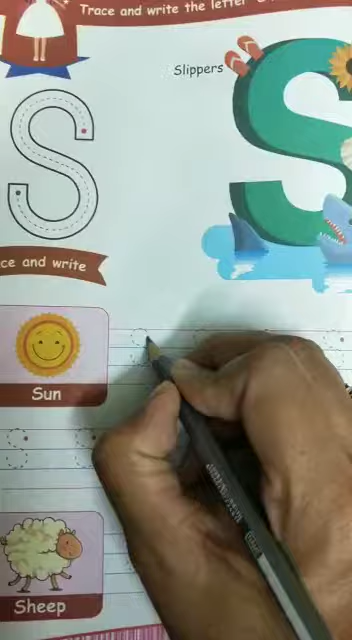 Trace and write the letter
Slippers
S
S
ce and write
Sun
Sheep